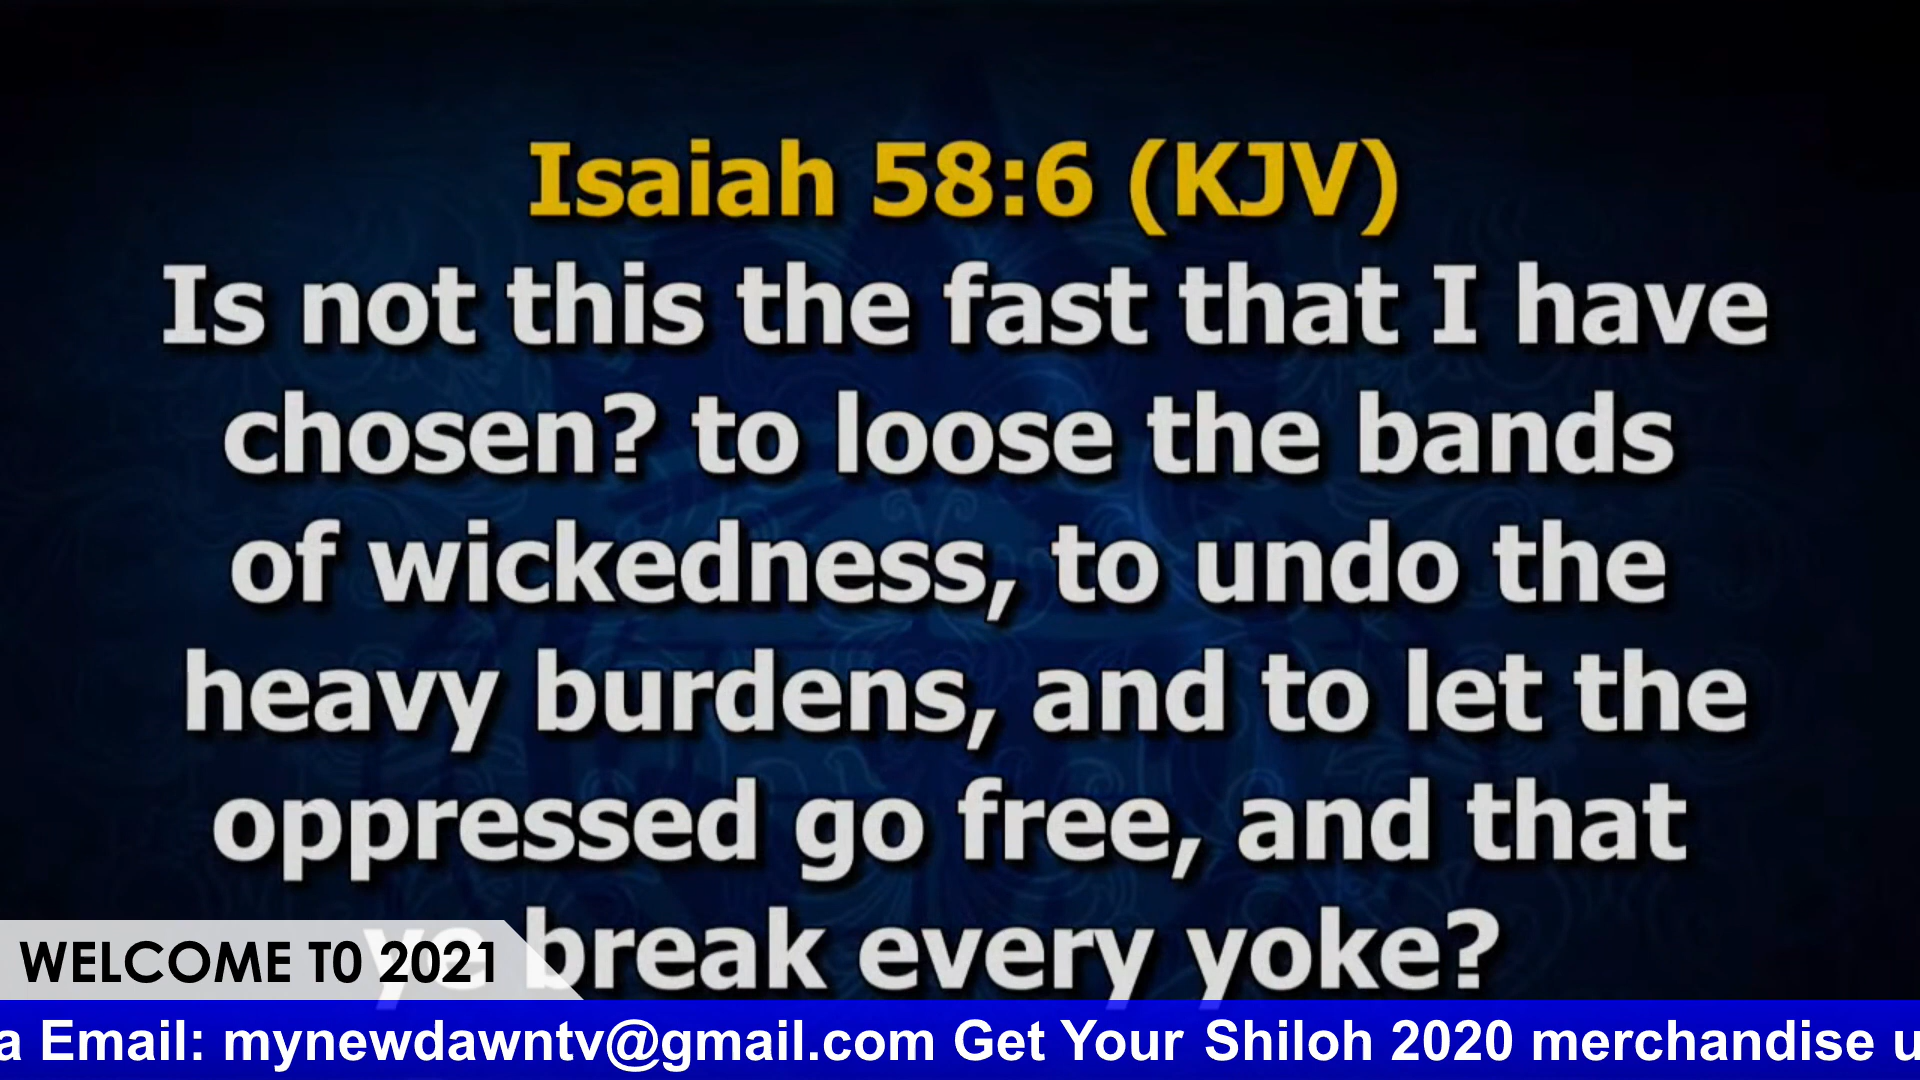 Isaiah 58:6 (KJV)
Is not this the fast that I have
chosen? to loose the bands
of wickedness, to undo the
heavy burdens, and to let the
oppressed go free, and that
ye break every yoke?
WELCOME T0 2021
a Email: mynewdawntv@gmail.com Get Your Shiloh 2020 merchandise u